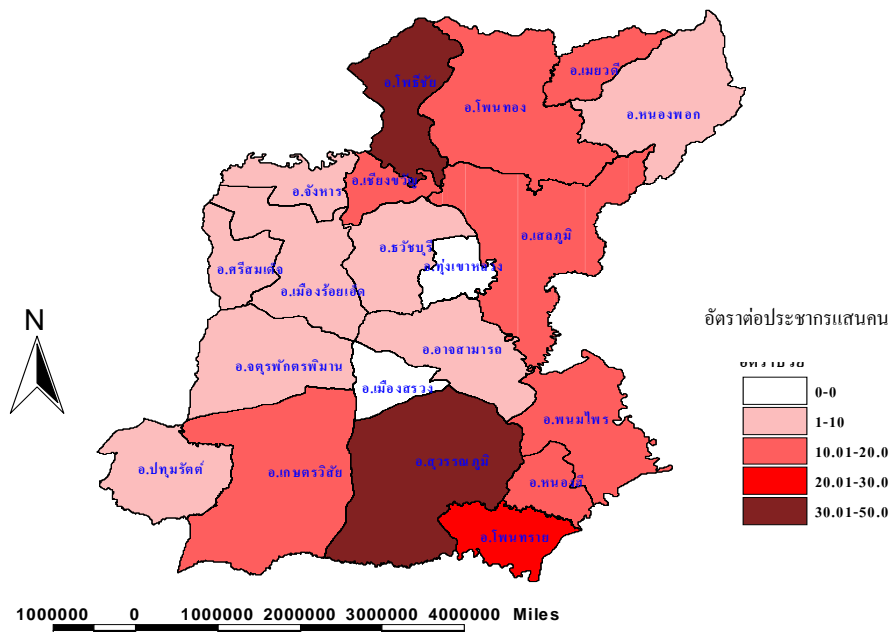 อ.โพธิ์ชัย
อ.โพนทอง
อ.เมยวดี
อ.หนองพอก
อ.จังหาร
อ.เชียงขวัญ
อ.เสลภูมิ
อ.ธวัชบุรี
อ.ทุ่งเขาหลวง
อ.ศรีสมเด็จ
อ.เมืองร้อยเอ็ด
อ.อาจสามารถ
อ.จตุรพักตรพิมาน
อ.เมืองสรวง
อ.พนมไพร
อ.ปทุมรัตต์
อ.เกษตรวิสัย
อ.สุวรรณภูมิ
อ.หนองฮี
อ.โพนทราย
N
อัตราต่อประชากรแสนคน
อัตราป่วย
0-0
1-10
10.01-20.0
20.01-30.0
30.01-50.0
1000000 0 1000000 2000000 3000000 4000000 Miles